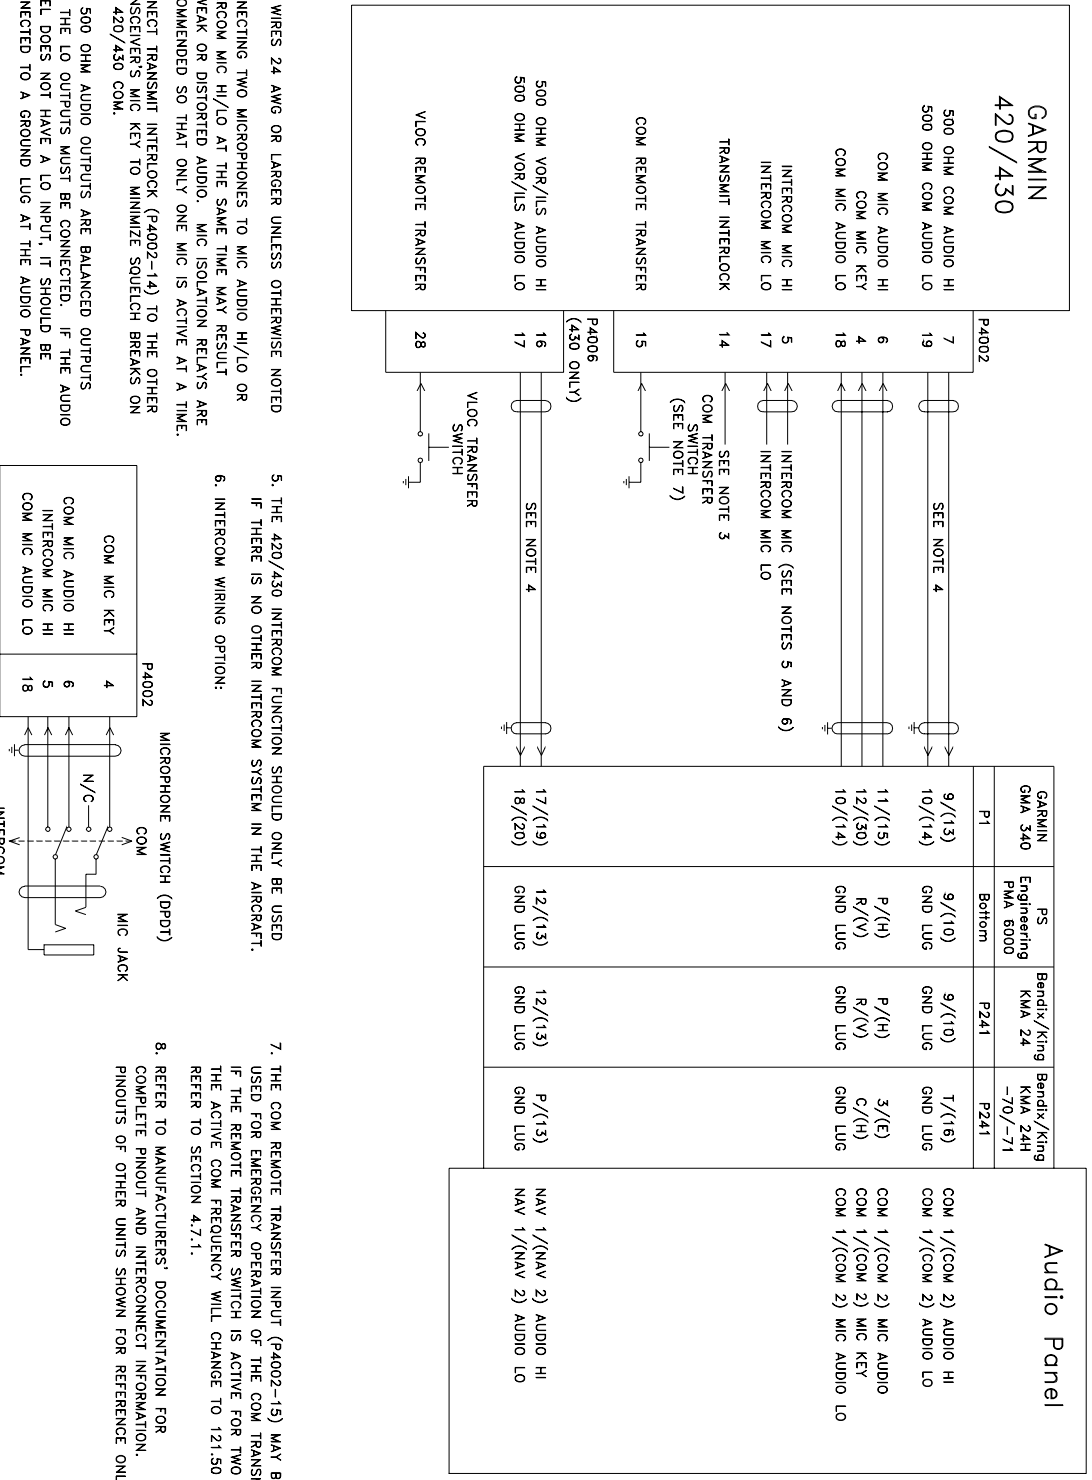 GARMIN
420/430
500 OHM COM AUDIO HI
500 OHM COM AUDIO LO
COM MIC AUDIO HI
COM MIC KEY
COM MIC AUDIO LO
INTERCOM MIC HI
INTERCOM MIC LO
TRANSMIT INTERLOCK
COM REMOTE TRANSFER
500 OHM VOR/ILS AUDIO HI
500 OHM VOR/ILS AUDIO LO
VLOC REMOTE TRANSFER
P4002
7
19
6
4
18
5
17
14
15
P4006
(430 ONLY)
16
17
28
SEE NOTE 4
INTERCOM MIC (SEE NOTES 5 AND 6)
INTERCOM MIC LO
SEE NOTE 3
COM TRANSFER
SWITCH
(SEE NOTE 7)
SEE NOTE 4
VLOC TRANSFER
SWITCH
GARMIN
GMA 340
P1
9/(13)
10/(14)
11/(15)
12/(30)
10/(14)
17/(19)
18/(20)
PS
Engineering
PMA 6000
Bottom
9/(10)
GND LUG
P/(H)
R/(V)
GND LUG
12/(13)
GND LUG
Bendix/King
KMA 24
P241
9/(10)
GND LUG
P/(H)
R/(V)
GND LUG
12/(13)
GND LUG
Bendix/King
KMA 24H
-70/-71
P241
T/(16)
GND LUG
3/(E)
C/(H)
GND LUG
P/(13)
GND LUG
Audio Panel
COM 1/(COM 2) AUDIO HI
COM 1/(COM 2) AUDIO LO
COM 1/(COM 2) MIC AUDIO
COM 1/(COM 2) MIC KEY
COM 1/(COM 2) MIC AUDIO LO
NAV 1/(NAV 2) AUDIO HI
NAV 1/(NAV 2) AUDIO LO
WIRES 24 AWG OR LARGER UNLESS OTHERWISE NOTED
NECTING TWO MICROPHONES TO MIC AUDIO HI/LO OR
RCOM MIC HI/LO AT THE SAME TIME MAY RESULT
WEAK OR DISTORTED AUDIO. MIC ISOLATION RELAYS ARE
OMMENDED SO THAT ONLY ONE MIC IS ACTIVE AT A TIME.
NECT TRANSMIT INTERLOCK (P4002-14) TO THE OTHER
NSCEIVER'S MIC KEY TO MINIMIZE SQUELCH BREAKS ON
420/430 COM.
500 OHM AUDIO OUTPUTS ARE BALANCED OUTPUTS
THE LO OUTPUTS MUST BE CONNECTED. IF THE AUDIO
EL DOES NOT HAVE A LO INPUT, IT SHOULD BE
NECTED TO A GROUND LUG AT THE AUDIO PANEL.
5. THE 420/430 INTERCOM FUNCTION SHOULD ONLY BE USED
IF THERE IS NO OTHER INTERCOM SYSTEM IN THE AIRCRAFT.
6. INTERCOM WIRING OPTION:
P4002
COM MIC KEY
COM MIC AUDIO HI
INTERCOM MIC HI
COM MIC AUDIO LO
4
6
5
18
MICROPHONE SWITCH (DPDT)
COM
N/C
INTERCOM
MIC JACK
7. THE COM REMOTE TRANSFER INPUT (P4002-15) MAY B
USED FOR EMERGENCY OPERATION OF THE COM TRANS
IF THE REMOTE TRANSFER SWITCH IS ACTIVE FOR TWO
THE ACTIVE COM FREQUENCY WILL CHANGE TO 121.50
REFER TO SECTION 4.7.1.
8. REFER TO MANUFACTURERS' DOCUMENTATION FOR
COMPLETE PINOUT AND INTERCONNECT INFORMATION.
PINOUTS OF OTHER UNITS SHOWN FOR REFERENCE ONL